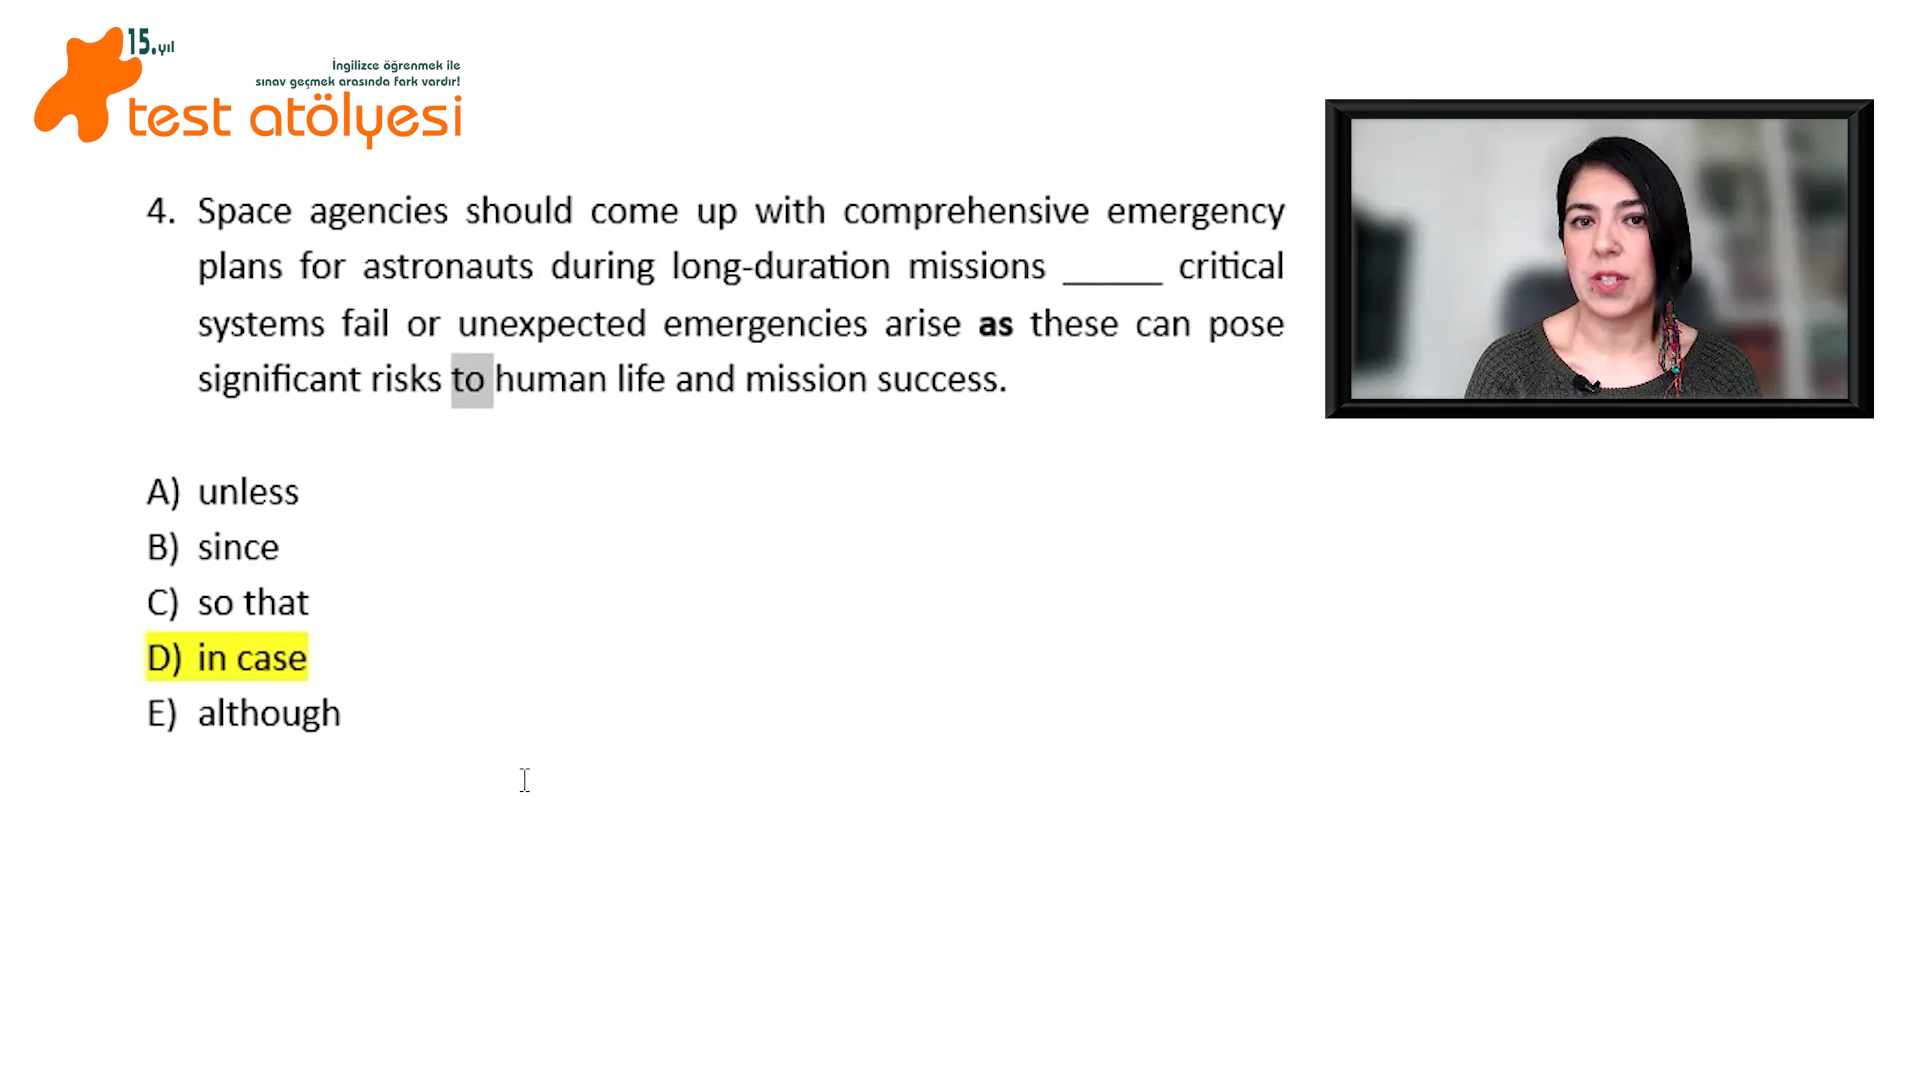 15.yıl
İngilizce öğrenmek ile
sınav geçmek arasında fark vardır!
test atölyesi
4. Space agencies should come up with comprehensive emergency
plans for astronauts during long-duration missions ______ critical
systems fail or unexpected emergencies arise as these can pose
significant risks to human life and mission success.
A) unless
B) since
C) so that
D) in case
E) although